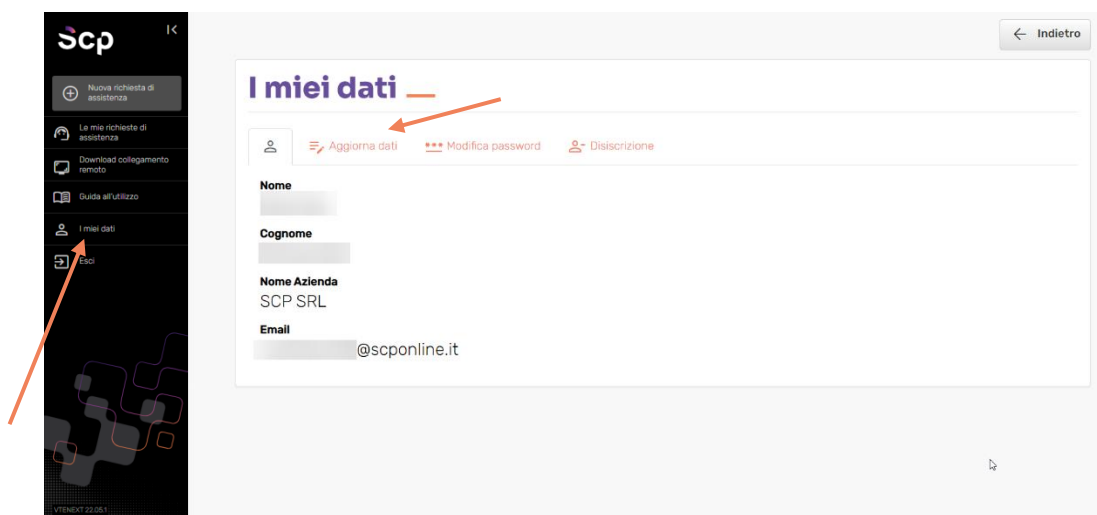 scp
Nuova richiesta di
assistenza
Le mie richieste di
assistenza
Download collegamento
remoto
Guida all'utilizzo
I miei dati
Esci
VTENEXT 22.05.1
Indietro
I miei dati
Aggiorna dati
Modifica password
Disiscrizione
Nome
Cognome
Nome Azienda
SCP SRL
Email
@scponline.it